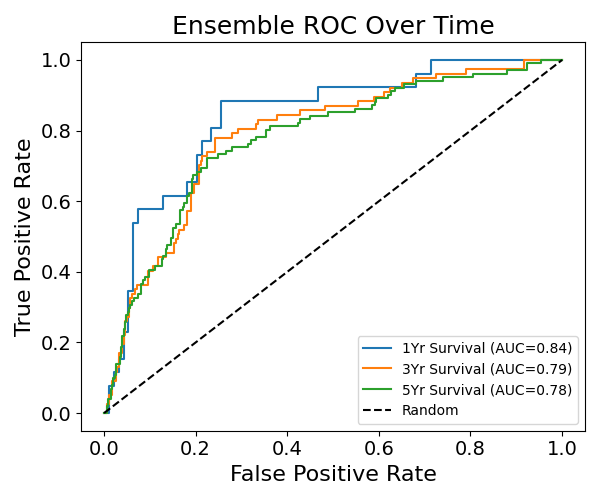 Ensemble ROC Over Time
True Positive Rate
1.0
0.8
0.6
0.4
0.2
0.0
1Yr Survival (AUC=0.84)
3Yr Survival (AUC=0.79)
5Yr Survival (AUC=0.78)
Random
0.0 0.2 0.4 0.6 0.8 1.0
False Positive Rate